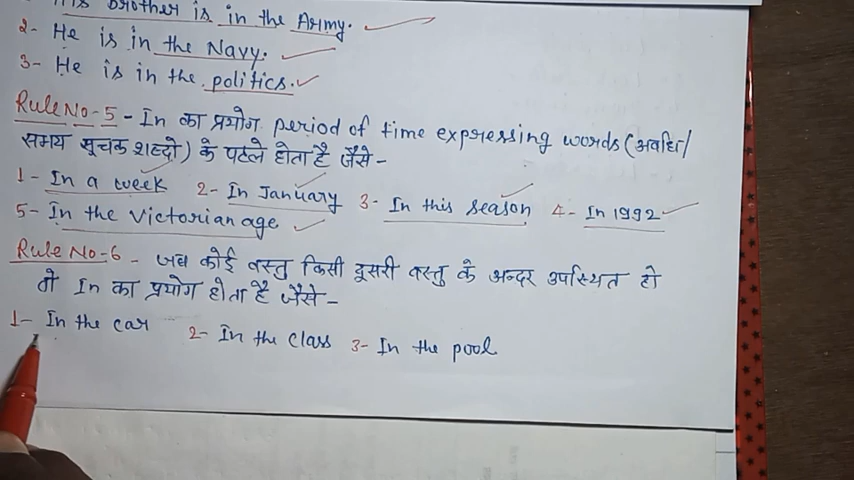 brother is in the Army.
2- He is in the Navy.
3- He is in the politics.
Rule No-5 - In का प्रयोग period of time expressing words (अवधि/
समय सूचक शब्दो) के पहले होता है जैसे-
1- In a week 2- In January 3- In this season 4- In 1992
5- In the Victorian age
Rule No-6 - जब कोई वस्तु किसी दूसरी वस्तु के अन्दर उपस्थित हो
तो In का प्रयोग होता है जैसे-
1- In the car 2- In the class 3- In the pool